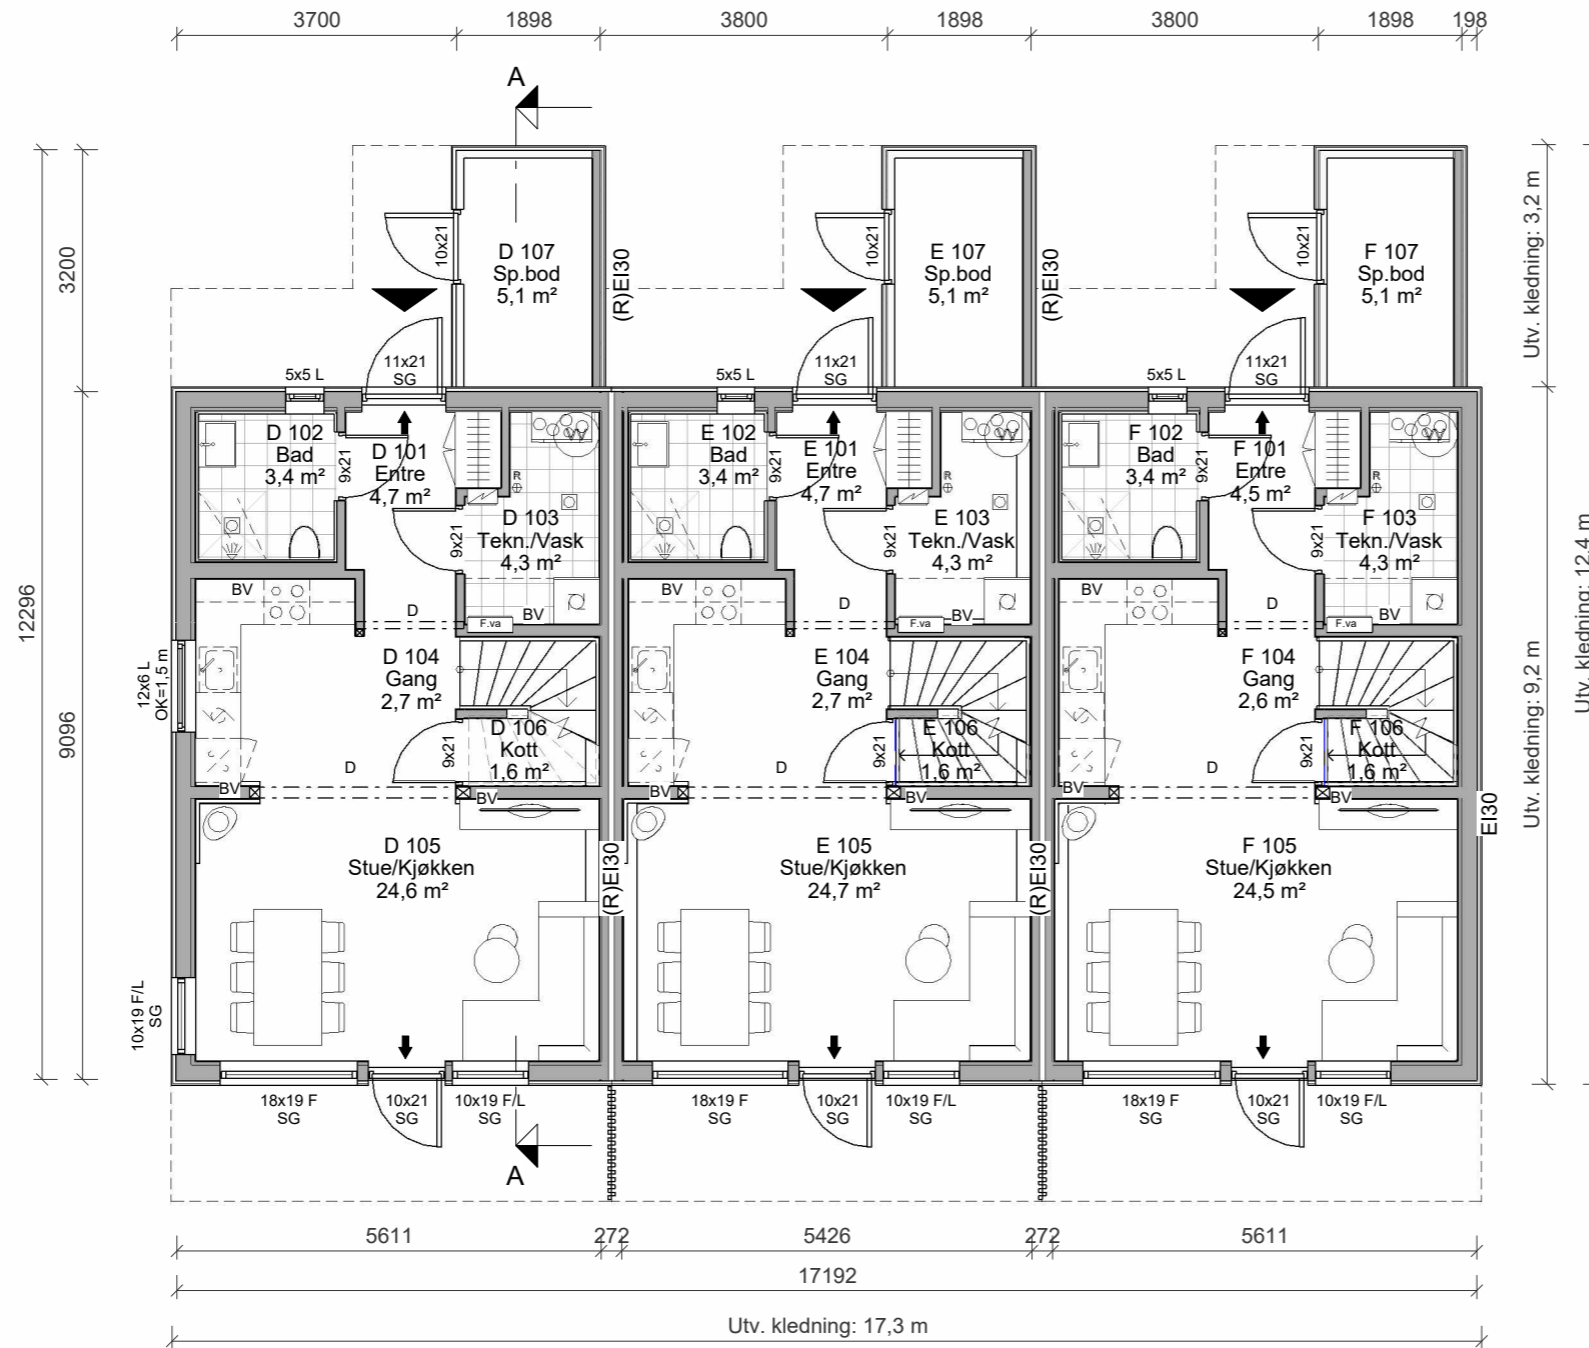 3700 1898 3800 1898 3800 1898 198
A
3200
9096
12296
Utv. kledning: 3,2 m
Utv. kledning: 9,2 m
Utv. kledning: 12,4 m
10x21
D 107
Sp.bod
5,1 m²
(R)EI30
10x21
E 107
Sp.bod
5,1 m²
(R)EI30
10x21
F 107
Sp.bod
5,1 m²
5x5 L
11x21
SG
5x5 L
11x21
SG
5x5 L
11x21
SG
D 102
Bad
3,4 m²
9x21
D 101
Entre
4,7 m²
R
9x21
D 103
Tekn./Vask
4,3 m²
E 102
Bad
3,4 m²
9x21
E 101
Entre
4,7 m²
R
9x21
E 103
Tekn./Vask
4,3 m²
F 102
Bad
3,4 m²
9x21
F 101
Entre
4,5 m²
R
9x21
F 103
Tekn./Vask
4,3 m²
BV
D
F.va
BV
BV
D
F.va
BV
BV
D
F.va
BV
12x6 L
OK=1,5 m
D 104
Gang
2,7 m²
9x21
D 106
Kott
1,6 m²
E 104
Gang
2,7 m²
9x21
E 106
Kott
1,6 m²
F 104
Gang
2,6 m²
9x21
F 106
Kott
1,6 m²
BV
D
BV
BV
D
BV
BV
D
BV
EI30
D 105
Stue/Kjøkken
24,6 m²
(R)EI30
E 105
Stue/Kjøkken
24,7 m²
(R)EI30
F 105
Stue/Kjøkken
24,5 m²
10x19 F/L
SG
18x19 F
SG
10x21
SG
10x19 F/L
SG
18x19 F
SG
10x21
SG
10x19 F/L
SG
18x19 F
SG
10x21
SG
10x19 F/L
SG
A
5611 272 5426 272 5611
17192
Utv. kledning: 17,3 m